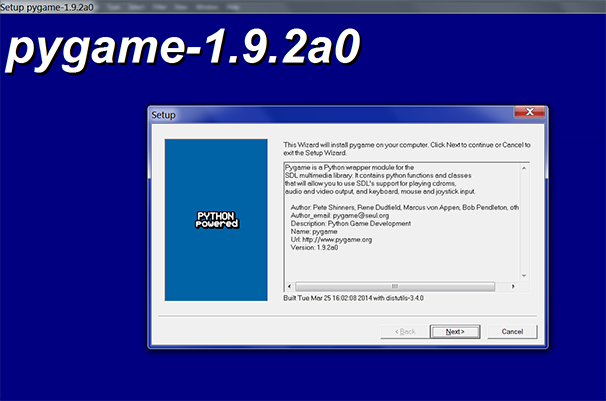 Setup pygame-1.9.2a0
pygame-1.9.2a0
Setup
This Wizard will install pygame on your computer. Click Next to continue or Cancel to
exit the Setup Wizard.
Pygame is a Python wrapper module for the
SDL multimedia library. It contains python functions and classes
that will allow you to use SDL's support for playing cdroms,
audio and video output, and keyboard, mouse and joystick input.
Author: Pete Shinners, Rene Dudfield, Marcus von Appen, Bob Pendleton, oth
Author_email: pygame@seul.org
Description: Python Game Development
Name: pygame
Url: http://www.pygame.org
Version: 1.9.2a0
PYTHON
powered
Built Tue Mar 25 16:02:08 2014 with distutils-3.4.0
< Back
Next >
Cancel